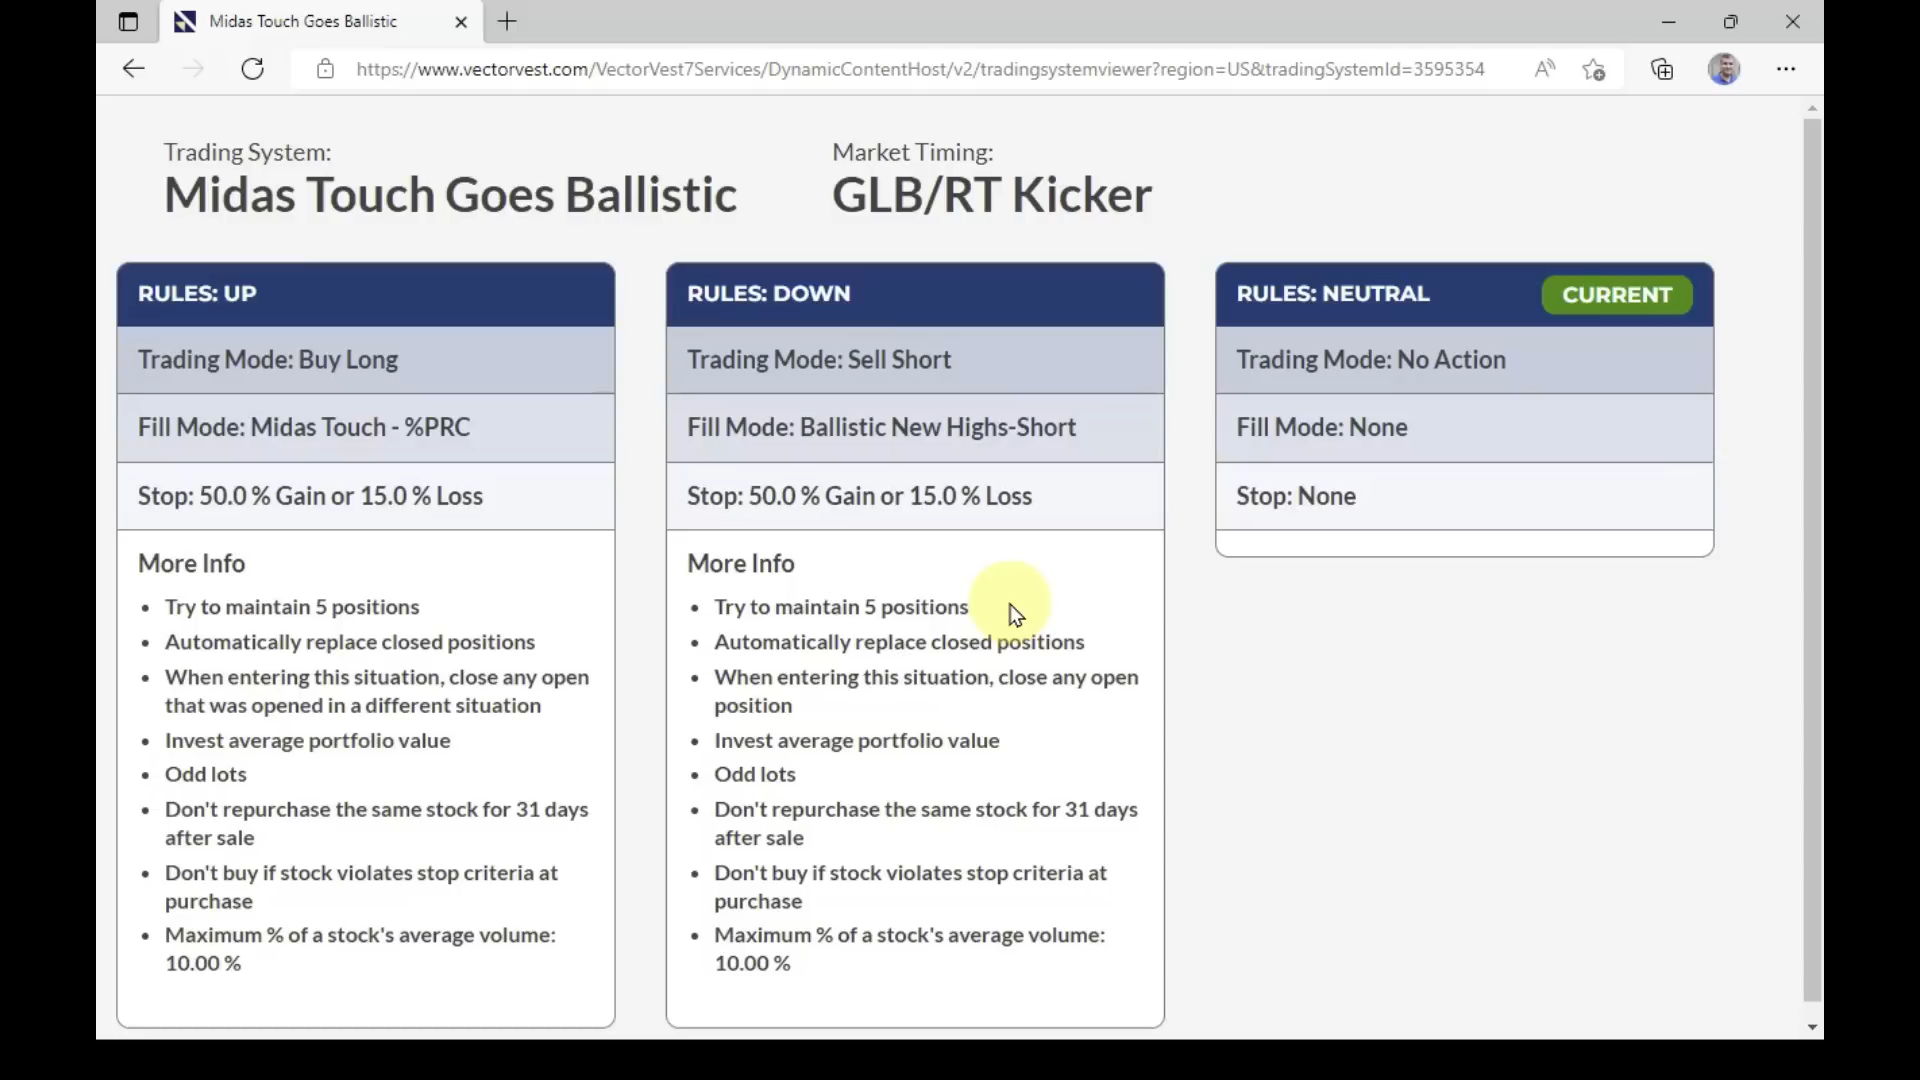 Midas Touch Goes Ballistic
https://www.vectorvest.com/VectorVest7Services/DynamicContentHost/v2/tradingsystemviewer?region=US&tradingSystemId=3595354
Trading System:
Midas Touch Goes Ballistic
Market Timing:
GLB/RT Kicker
RULES: UP
Trading Mode: Buy Long
Fill Mode: Midas Touch - %PRC
Stop: 50.0 % Gain or 15.0 % Loss
More Info
• Try to maintain 5 positions
• Automatically replace closed positions
• When entering this situation, close any open
that was opened in a different situation
• Invest average portfolio value
• Odd lots
• Don't repurchase the same stock for 31 days
after sale
• Don't buy if stock violates stop criteria at
purchase
• Maximum % of a stock's average volume:
10.00 %
RULES: DOWN
Trading Mode: Sell Short
Fill Mode: Ballistic New Highs-Short
Stop: 50.0 % Gain or 15.0 % Loss
More Info
• Try to maintain 5 positions
• Automatically replace closed positions
• When entering this situation, close any open
position
• Invest average portfolio value
• Odd lots
• Don't repurchase the same stock for 31 days
after sale
• Don't buy if stock violates stop criteria at
purchase
• Maximum % of a stock's average volume:
10.00 %
RULES: NEUTRAL
CURRENT
Trading Mode: No Action
Fill Mode: None
Stop: None